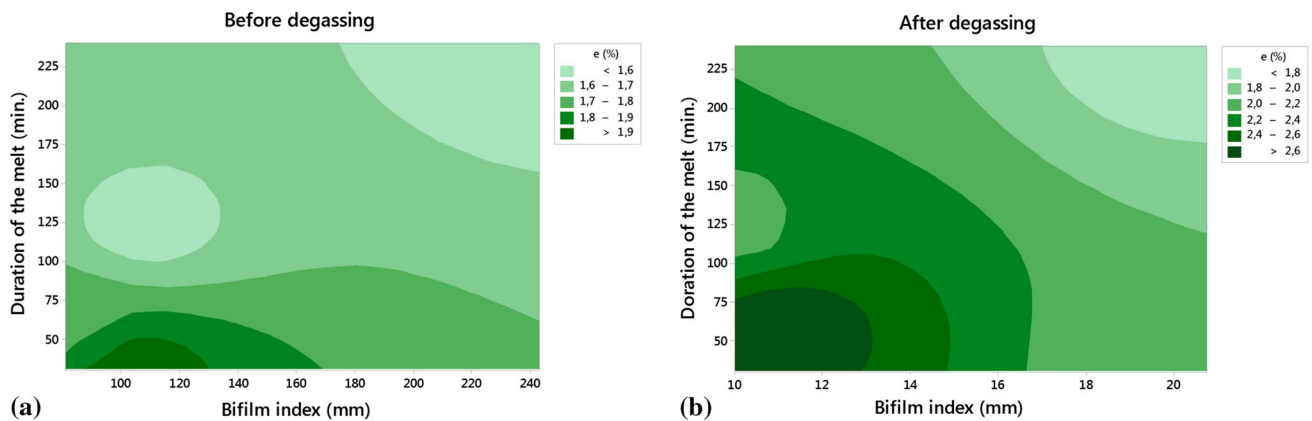 Before degassing
Duration of the melt (min.)
225
200
175
150
125
100
75
50
100 120 140 160 180 200 220 240
Bifilm index (mm)
(a)
e (%)
< 1,6
1,6 – 1,7
1,7 – 1,8
1,8 – 1,9
> 1,9
After degassing
Doration of the melt (min.)
225
200
175
150
125
100
75
50
10 12 14 16 18 20
Bifilm index (mm)
(b)
e (%)
< 1,8
1,8 – 2,0
2,0 – 2,2
2,2 – 2,4
2,4 – 2,6
> 2,6